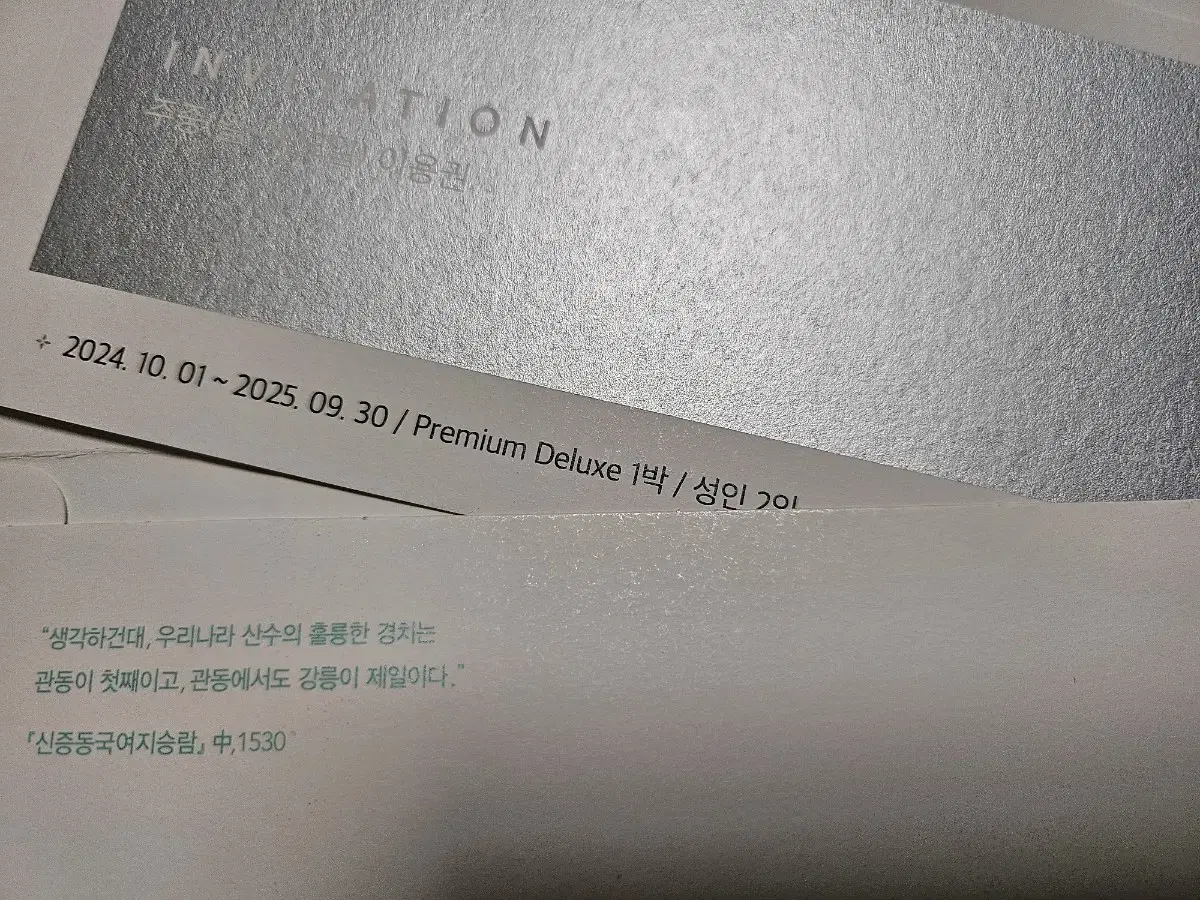 INVITATION
이용권
2024. 10. 01 ~ 2025. 09. 30 / Premium Deluxe 1박 / 성인 2인
“생각하건대, 우리나라 산수의 훌륭한 경치는
관동이 첫째이고, 관동에서도 강릉이 제일이다.”
『신증동국여지승람』 中,1530